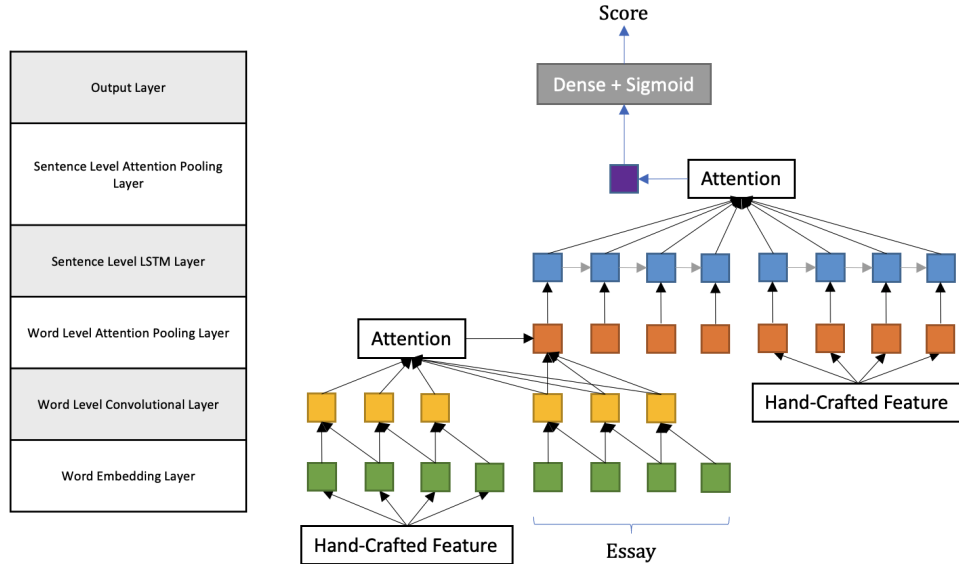 Score
Dense + Sigmoid
Output Layer
Sentence Level Attention Pooling
Layer
Attention
Sentence Level LSTM Layer
Word Level Attention Pooling Layer
Attention
Hand-Crafted Feature
Word Level Convolutional Layer
Word Embedding Layer
Hand-Crafted Feature
Essay